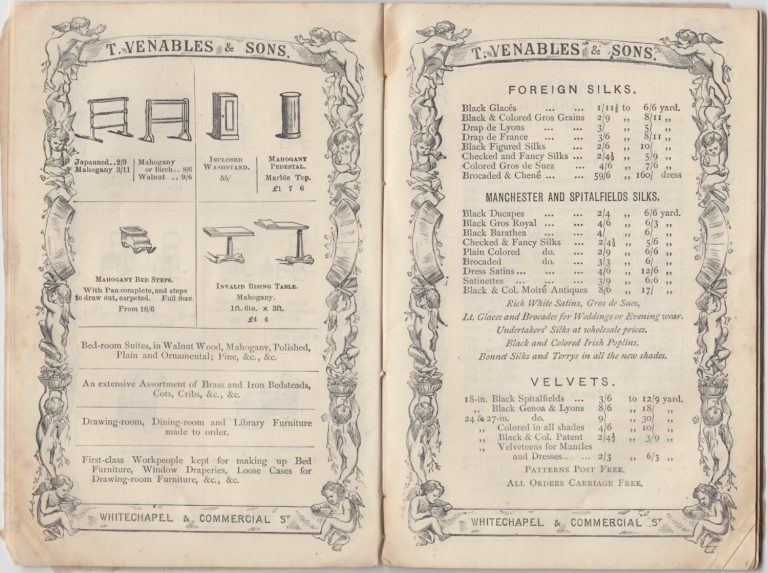 T. VENABLES & SONS.
Japanned..2/9
Mahogany 3/11
Mahogany
or Birch.. 8/6
Walnut .. 9/6
INCLOSED
WASHSTAND.
55/
MAHOGANY
PEDESTAL.
Marble Top.
£1 7 6
MAHOGANY BED STEPS.
With Pan complete, and steps
to draw out, carpeted. Full Size.
From 18/6
INVALID RISING TABLE.
Mahogany.
1ft. 6in. × 3ft.
£4 4
Bed-room Suites, in Walnut Wood, Mahogany, Polished,
Plain and Ornamental; Pine, &c., &c.
An extensive Assortment of Brass and Iron Bedsteads,
Cots, Cribs, &c., &c.
Drawing-room, Dining-room and Library Furniture
made to order.
First-class Workpeople kept for making up Bed
Furniture, Window Draperies, Loose Cases for
Drawing-room Furniture, &c., &c.
WHITECHAPEL & COMMERCIAL ST
T. VENABLES & SONS.
FOREIGN SILKS.
Black Glacés ... ... 1/11½ to 6/6 yard.
Black & Colored Gros Grains 2/9 ,, 8/11 ,,
Drap de Lyons ... ... 3/ ,, 5/ ,,
Drap de France ... ... 3/6 ,, 8/11 ,,
Black Figured Silks ... 2/6 ,, 10/ ,,
Checked and Fancy Silks ... 2/4½ ,, 5/9 ,,
Colored Gros de Suez ... 4/6 ,, 7/6 ,,
Brocaded & Chené ... ... 59/6 ,, 160/ dress
MANCHESTER AND SPITALFIELDS SILKS.
Black Ducapes ... ... 2/4 ,, 6/6 yard.
Black Gros Royal ... ... 4/6 ,, 6/3 ,,
Black Barathea ... ... 4/ ,, 6/ ,,
Checked & Fancy Silks ... 2/4½ ,, 5/6 ,,
Plain Colored do. ... 2/9 ,, 6/6 ,,
Brocaded do. ... 3/3 ,, 6/ ,,
Dress Satins ... ... ... 4/6 ,, 12/6 ,,
Satinettes ... ... ... 3/9 ,, 6/6 ,,
Black & Col. Moiré Antiques 8/6 ,, 17/ ,,
Rich White Satins, Gros de Sues,
Lt. Glaces and Brocades for Weddings or Evening wear.
Undertakers' Silks at wholesale prices.
Black and Colored Irish Poplins.
Bonnet Silks and Terrys in all the new shades.
VELVETS.
18-in. Black Spitalfields ... 3/6 to 12/9 yard.
,, Black Genoa & Lyons 8/6 ,, 18/ ,,
24 & 27-in. do. 9/ ,, 30/ ,,
,, Colored in all shades 4/6 ,, 10/ ,,
,, Black & Col. Patent 2/4½ ,, 3/9 ,,
,, Velveteens for Mantles
and Dresses... ... 2/3 ,, 6/3 ,,
PATTERNS POST FREE.
ALL ORDERS CARRIAGE FREE.
WHITECHAPEL & COMMERCIAL ST